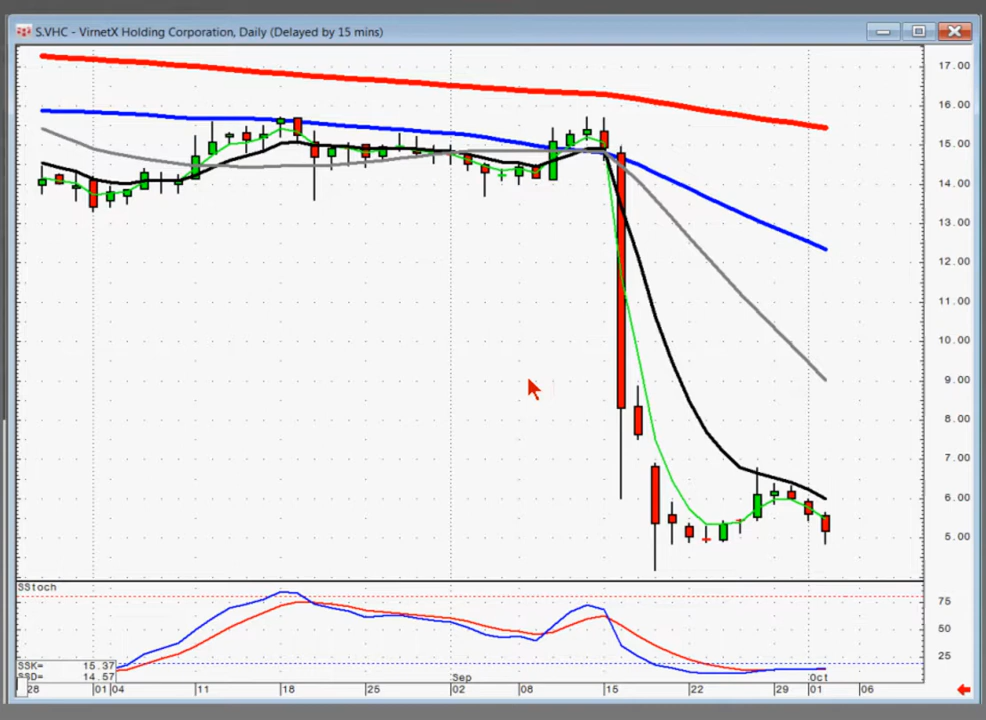 S.VHC - VirnetX Holding Corporation, Daily (Delayed by 15 mins)
17.00
16.00
15.00
14.00
13.00
12.00
11.00
10.00
9.00
8.00
7.00
6.00
5.00
SStoch
75
50
25
SSK= 15.37
SSD= 14.57
Sep Oct
28 01 04 11 18 25 02 08 15 22 29 01 06